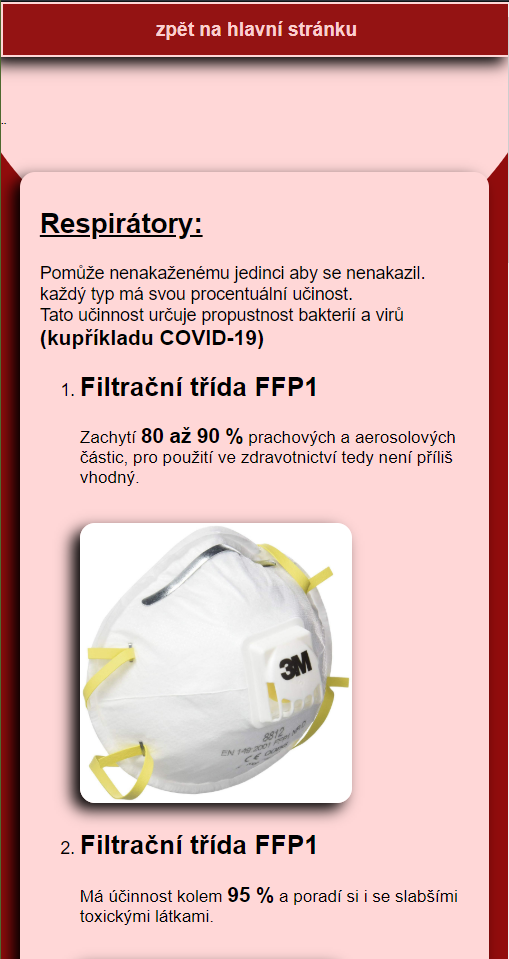 zpět na hlavní stránku
..
Respirátory:
Pomůže nenakaženému jedinci aby se nenakazil.
každý typ má svou procentuální učinost.
Tato učinnost určuje propustnost bakterií a virů
(kupříkladu COVID-19)
1. Filtrační třída FFP1
Zachytí 80 až 90 % prachových a aerosolových
částic, pro použití ve zdravotnictví tedy není příliš
vhodný.
3M
8812
EN 149:2001
CE
2. Filtrační třída FFP1
Má účinnost kolem 95 % a poradí si i se slabšími
toxickými látkami.